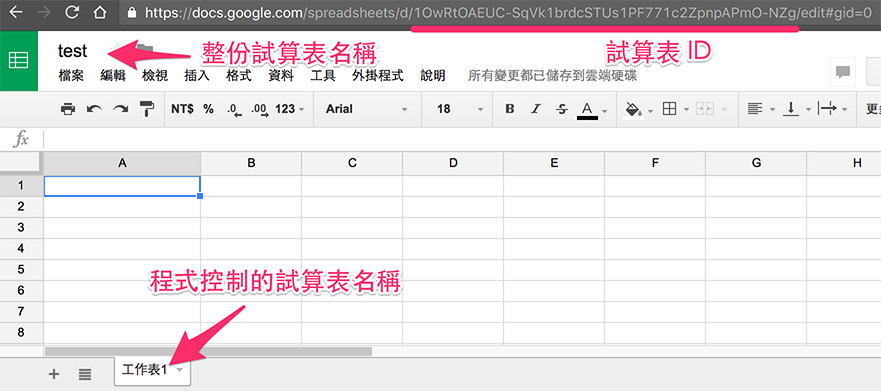 https://docs.google.com/spreadsheets/d/1OwRtOAEUC-SqVk1brdcSTUs1PF771c2ZpnpAPmO-NZg/edit#gid=0
試算表 ID
test
整份試算表名稱
檔案 編輯 檢視 插入 格式 資料 工具 外掛程式 說明 所有變更都已儲存到雲端硬碟
NT$ % .0 .00 123 Arial 18 B I S A 更多
fx
A B C D E F G H
1
2
3
4
5
程式控制的試算表名稱
6
7
8
+ 工作表1